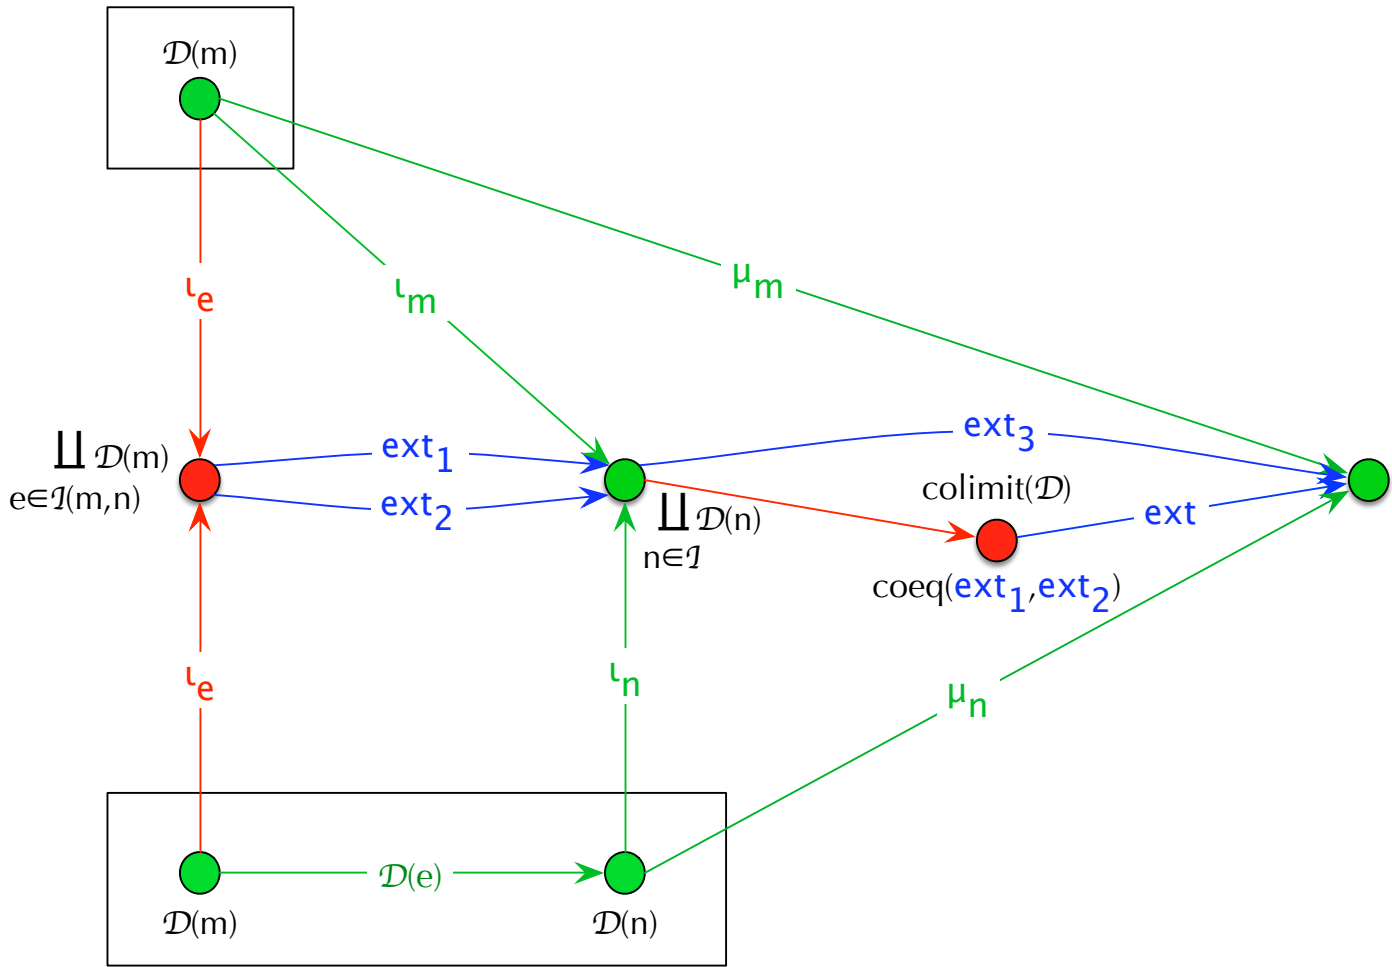 𝒟(m)
ιe
ιm
μm
∐ 𝒟(m)
e∈ℐ(m,n)
ext1
ext2
ext3
∐ 𝒟(n)
n∈ℐ
colimit(𝒟)
ext
coeq(ext1,ext2)
ιe
ιn
μn
𝒟(e)
𝒟(m)
𝒟(n)